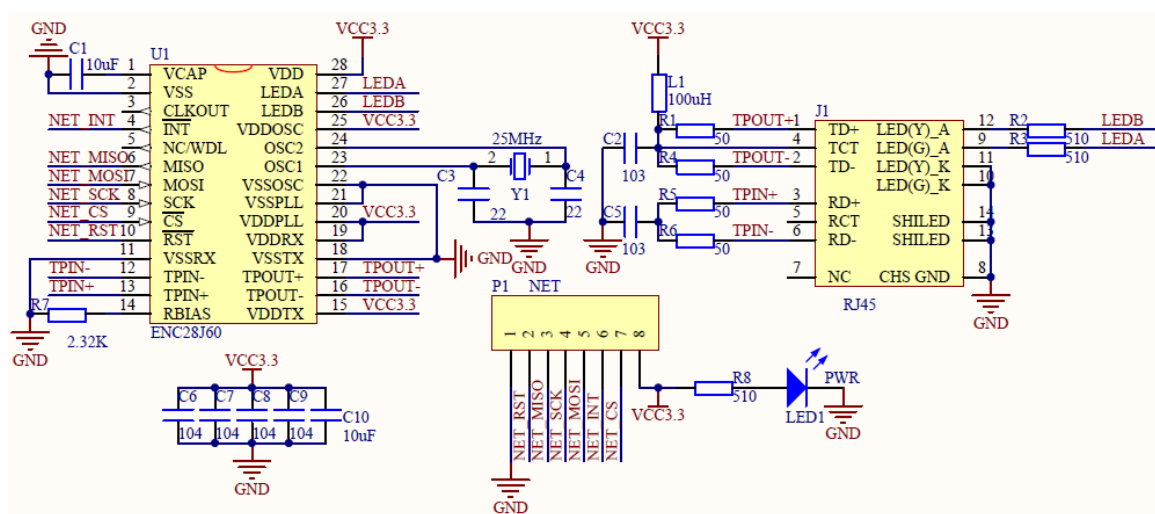 GND
C1
10uF
U1
ENC28J60
1 VCAP
2 VSS
3 CLKOUT
NET_INT 4 INT
5 NC/WDL
NET_MISO 6 MISO
NET_MOSI 7 MOSI
NET_SCK 8 SCK
NET_CS 9 CS
NET_RST 10 RST
11 VSSRX
TPIN- 12 TPIN-
TPIN+ 13 TPIN+
14 RBIAS
R7
2.32K
GND
VCC3.3
VDD 28
LEDA 27 LEDA
LEDB 26 LEDB
VDDOSC 25 VCC3.3
OSC2 24
OSC1 23
VSSOSC 22
VSSPLL 21
VDDPLL 20 VCC3.3
VDDRX 19
VSSTX 18
TPOUT+ 17 TPOUT+
TPOUT- 16 TPOUT-
VDDTX 15 VCC3.3
25MHz
2 1
Y1
C3
22
C4
22
GND
GND
VCC3.3
L1
100uH
R1
50
TPOUT+
R4
50
TPOUT-
C2
103
R5
50
TPIN+
C5
103
R6
50
TPIN-
GND
J1
1 TD+
4 TCT
2 TD-
3 RD+
5 RCT
6 RD-
7 NC
LED(Y)_A 12
LED(G)_A 9
LED(Y)_K 11
LED(G)_K 10
SHILED 14
SHILED 13
CHS GND 8
RJ45
R2
510
LEDB
R3
510
LEDA
GND
VCC3.3
C6 C7 C8 C9
C10
104 104 104 104
10uF
GND
P1 NET
1 2 3 4 5 6 7 8
NET_RST
NET_MISO
NET_SCK
NET_MOSI
NET_INT
NET_CS
GND
VCC3.3
R8
510
PWR
LED1
GND